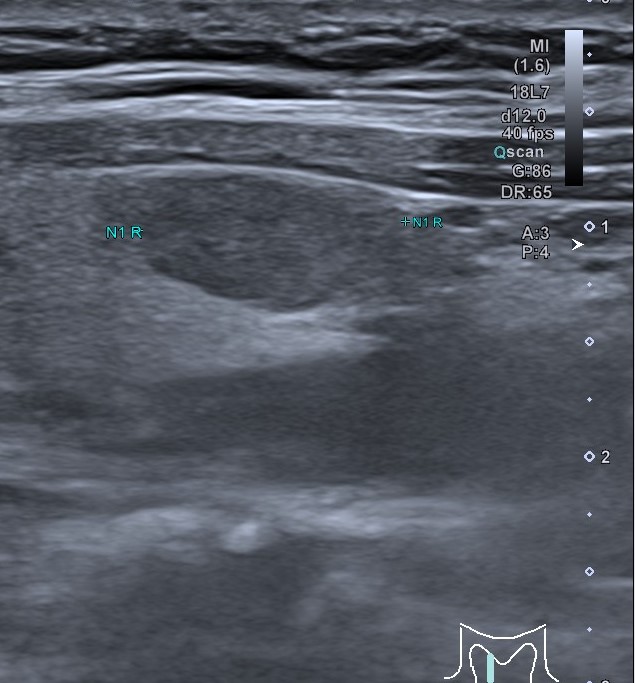 MI
(1.6)
18L7
d12.0
40 fps
Qscan
G:86
DR:65
N1 R
+N1 R
A:3
P:4
1
2